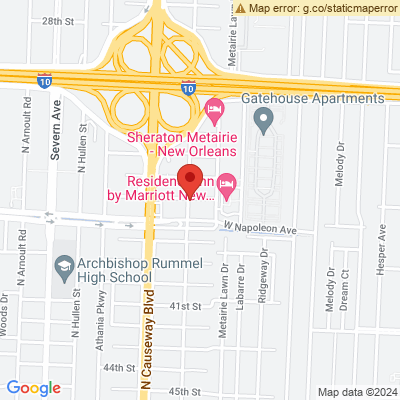 Map error: g.co/staticmaperror
28th St
10
10
N Arnoult Rd
Severn Ave
N Hullen St
Metairie Lawn Dr
Gatehouse Apartments
Sheraton Metairie
- New Orleans
Melody Dr
Residence Inn
by Marriott New...
W Napoleon Ave
N Arnoult Rd
Archbishop Rummel
High School
Hesper Ave
Woods Dr
N Hullen St
Athania Pkwy
N Causeway Blvd
41st St
Metairie Lawn Dr
Labarre Dr
Ridgeway Dr
Melody Dr
Dream Ct
44th St
45th St
Google
Map data ©2024